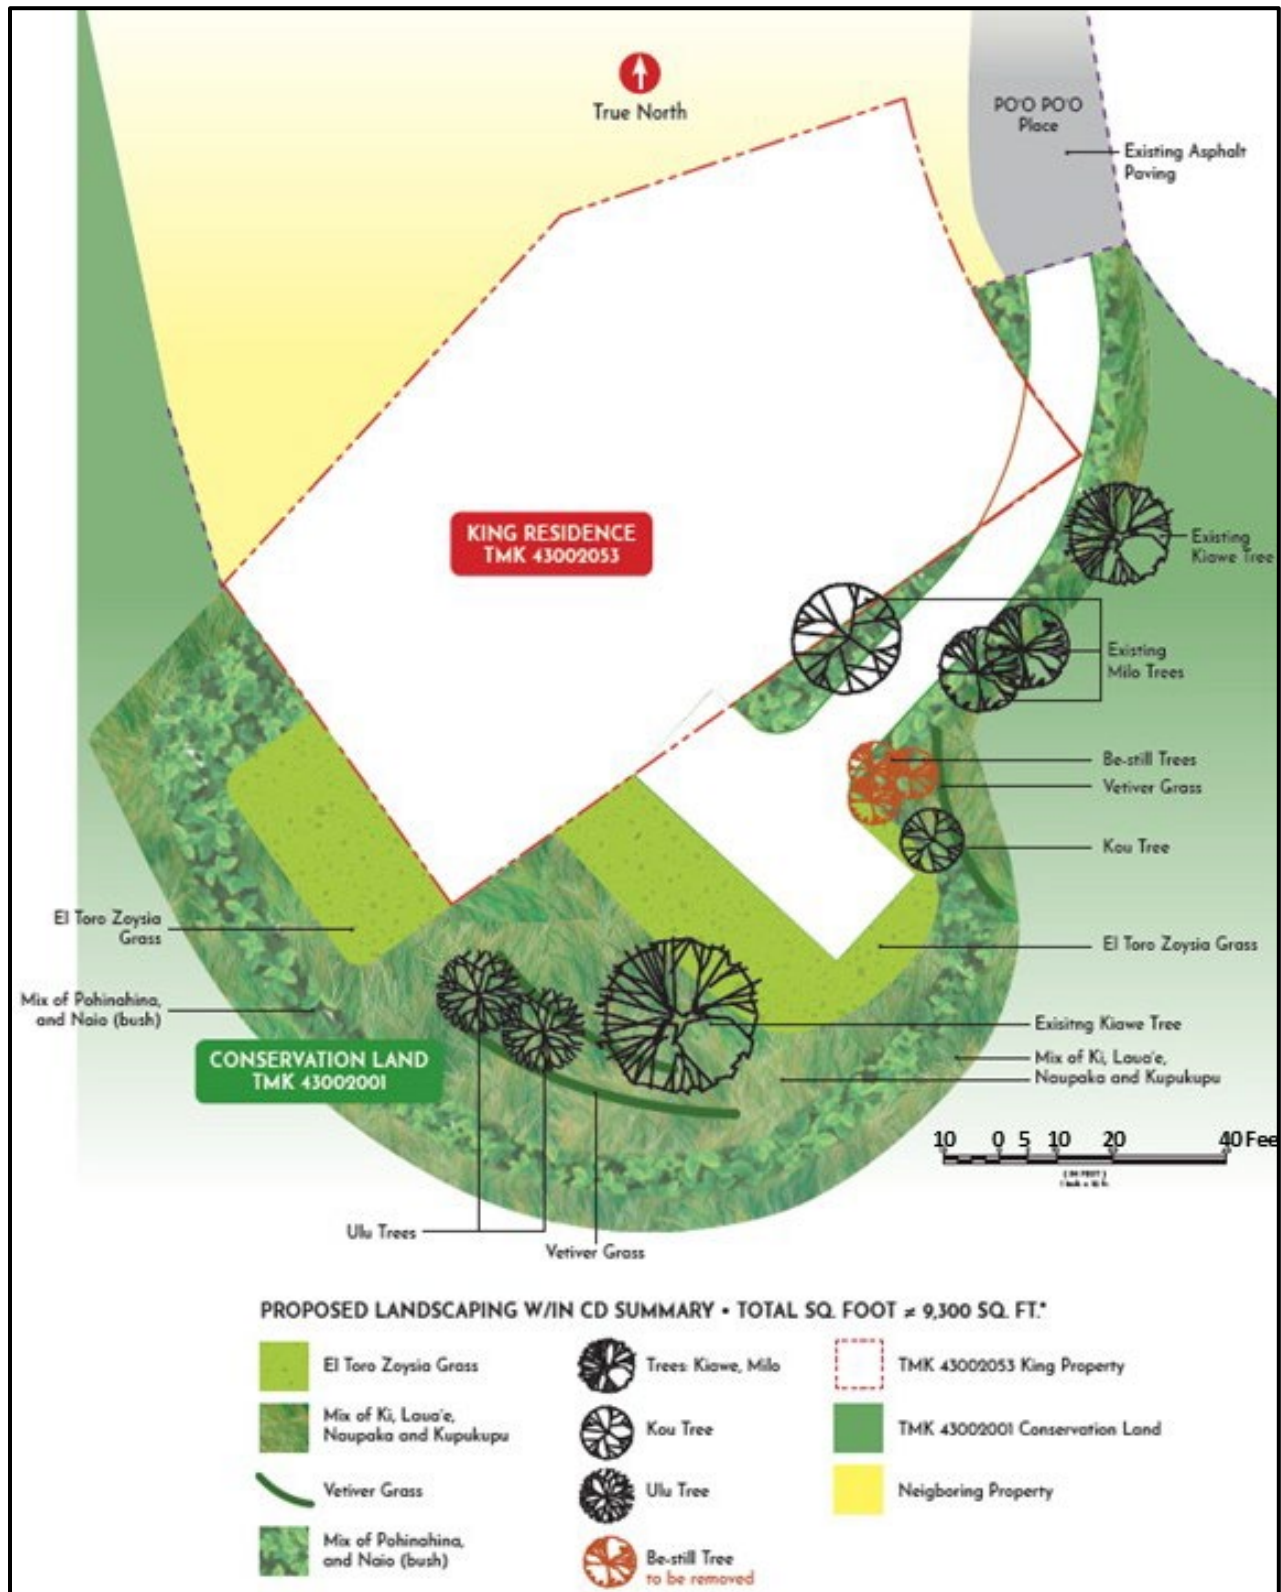 True North
PO'O PO'O
Place
Existing Asphalt
Paving
KING RESIDENCE
TMK 43002053
Existing
Kiawe Tree
Existing
Milo Trees
Be-still Trees
Vetiver Grass
Kou Tree
El Toro Zoysia
Grass
El Toro Zoysia Grass
Mix of Pohinahina,
and Naio (bush)
Exisitng Kiawe Tree
CONSERVATION LAND
TMK 43002001
Mix of Ki, Laua'e,
Naupaka and Kupukupu
10 0 5 10 20 40 Fee
( IN FEET )
Ulu Trees
Vetiver Grass
PROPOSED LANDSCAPING W/IN CD SUMMARY • TOTAL SQ. FOOT ≠ 9,300 SQ. FT.*
El Toro Zoysia Grass
Mix of Ki, Laua'e,
Naupaka and Kupukupu
Vetiver Grass
Mix of Pohinahina,
and Naio (bush)
Trees: Kiawe, Milo
Kou Tree
Ulu Tree
Be-still Tree
to be removed
TMK 43002053 King Property
TMK 43002001 Conservation Land
Neigboring Property